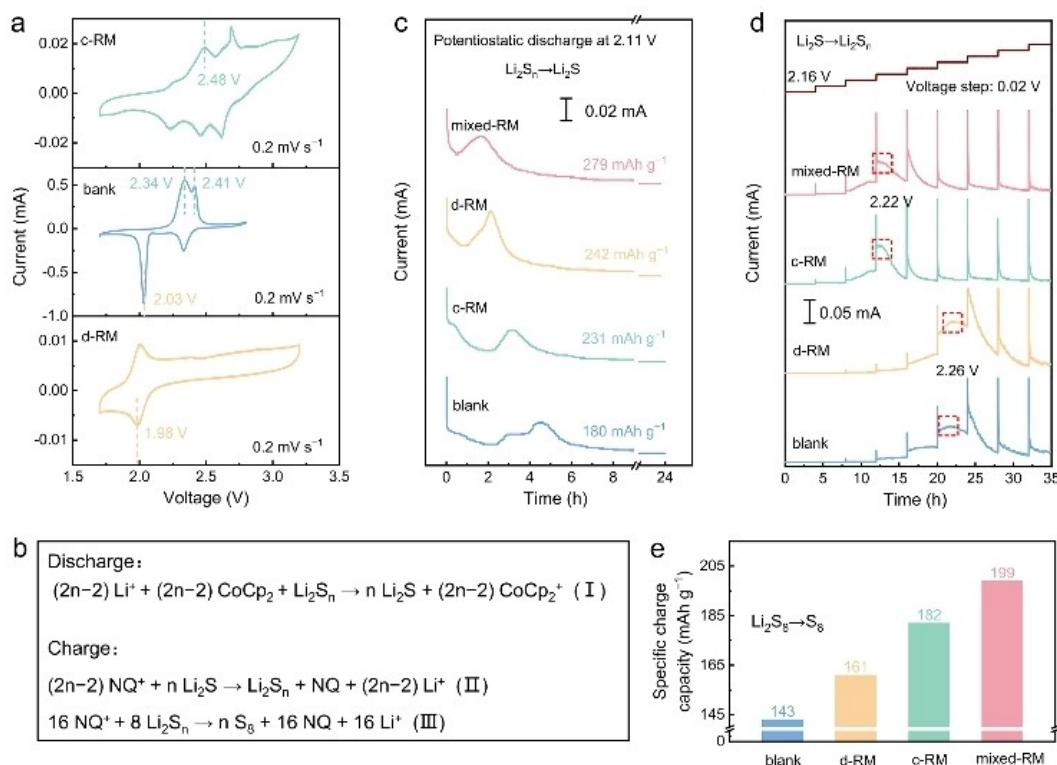 a
c-RM
0.02
0.00
-0.02
2.48 V
0.2 mV s⁻¹
bank
2.34 V
2.41 V
0.5
0.0
-0.5
-1.0
2.03 V
0.2 mV s⁻¹
d-RM
0.01
0.00
-0.01
1.98 V
0.2 mV s⁻¹
Current (mA)
1.5 2.0 2.5 3.0 3.5
Voltage (V)
c
Potentiostatic discharge at 2.11 V
Li₂Sₙ→Li₂S
0.02 mA
mixed-RM
279 mAh g⁻¹
d-RM
242 mAh g⁻¹
c-RM
231 mAh g⁻¹
blank
180 mAh g⁻¹
Current (mA)
0 2 4 6 8 24
Time (h)
d
Li₂S→Li₂Sₙ
2.16 V
Voltage step: 0.02 V
mixed-RM
2.22 V
c-RM
0.05 mA
d-RM
2.26 V
blank
Current (mA)
0 5 10 15 20 25 30 35
Time (h)
b
Discharge:
(2n−2) Li⁺ + (2n−2) CoCp₂ + Li₂Sₙ → n Li₂S + (2n−2) CoCp₂⁺ (Ⅰ)
Charge:
(2n−2) NQ⁺ + n Li₂S → Li₂Sₙ + NQ + (2n−2) Li⁺ (Ⅱ)
16 NQ⁺ + 8 Li₂Sₙ → n S₈ + 16 NQ + 16 Li⁺ (Ⅲ)
e
Specific charge
capacity (mAh g⁻¹)
205
185
165
145
0
Li₂S₈→S₈
143
161
182
199
blank d-RM c-RM mixed-RM